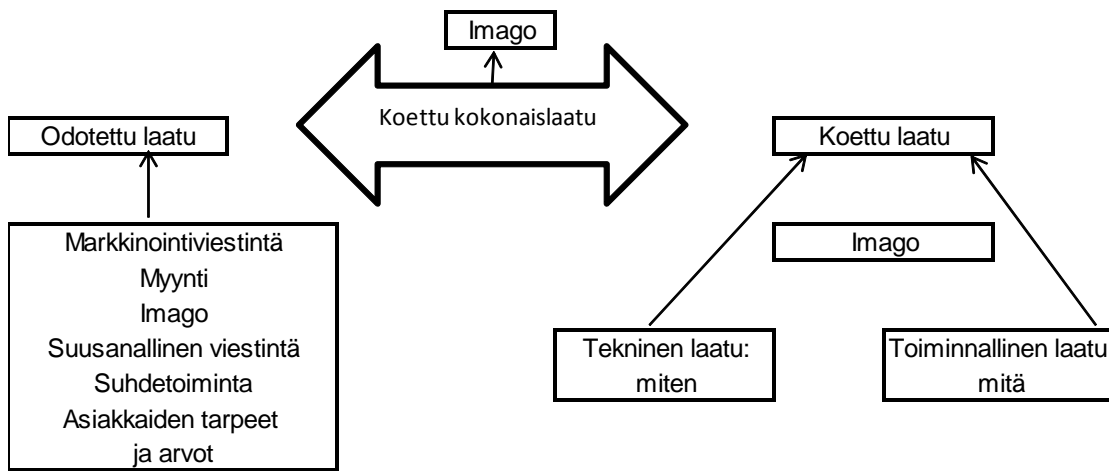 Imago
Koettu kokonaislaatu
Odotettu laatu
Koettu laatu
Markkinointiviestintä
Myynti
Imago
Suusanallinen viestintä
Suhdetoiminta
Asiakkaiden tarpeet
ja arvot
Imago
Tekninen laatu:
miten
Toiminnallinen laatu:
mitä